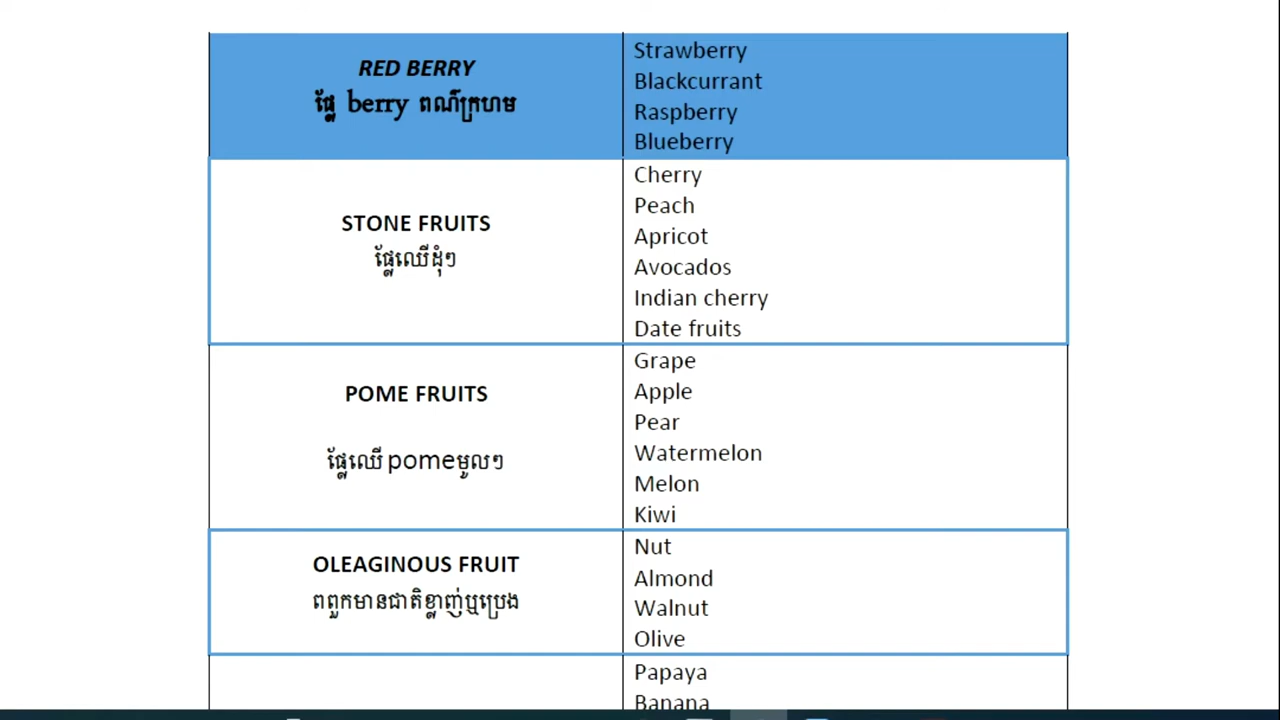 RED BERRY
ផ្លែ berry ពណ៌ក្រហម
Strawberry
Blackcurrant
Raspberry
Blueberry
STONE FRUITS
ផ្លែឈើដុំៗ
Cherry
Peach
Apricot
Avocados
Indian cherry
Date fruits
POME FRUITS
ផ្លែឈើ pomeមូលៗ
Grape
Apple
Pear
Watermelon
Melon
Kiwi
OLEAGINOUS FRUIT
ពពួកមានជាតិខ្លាញ់ឬប្រេង
Nut
Almond
Walnut
Olive
Papaya
Banana